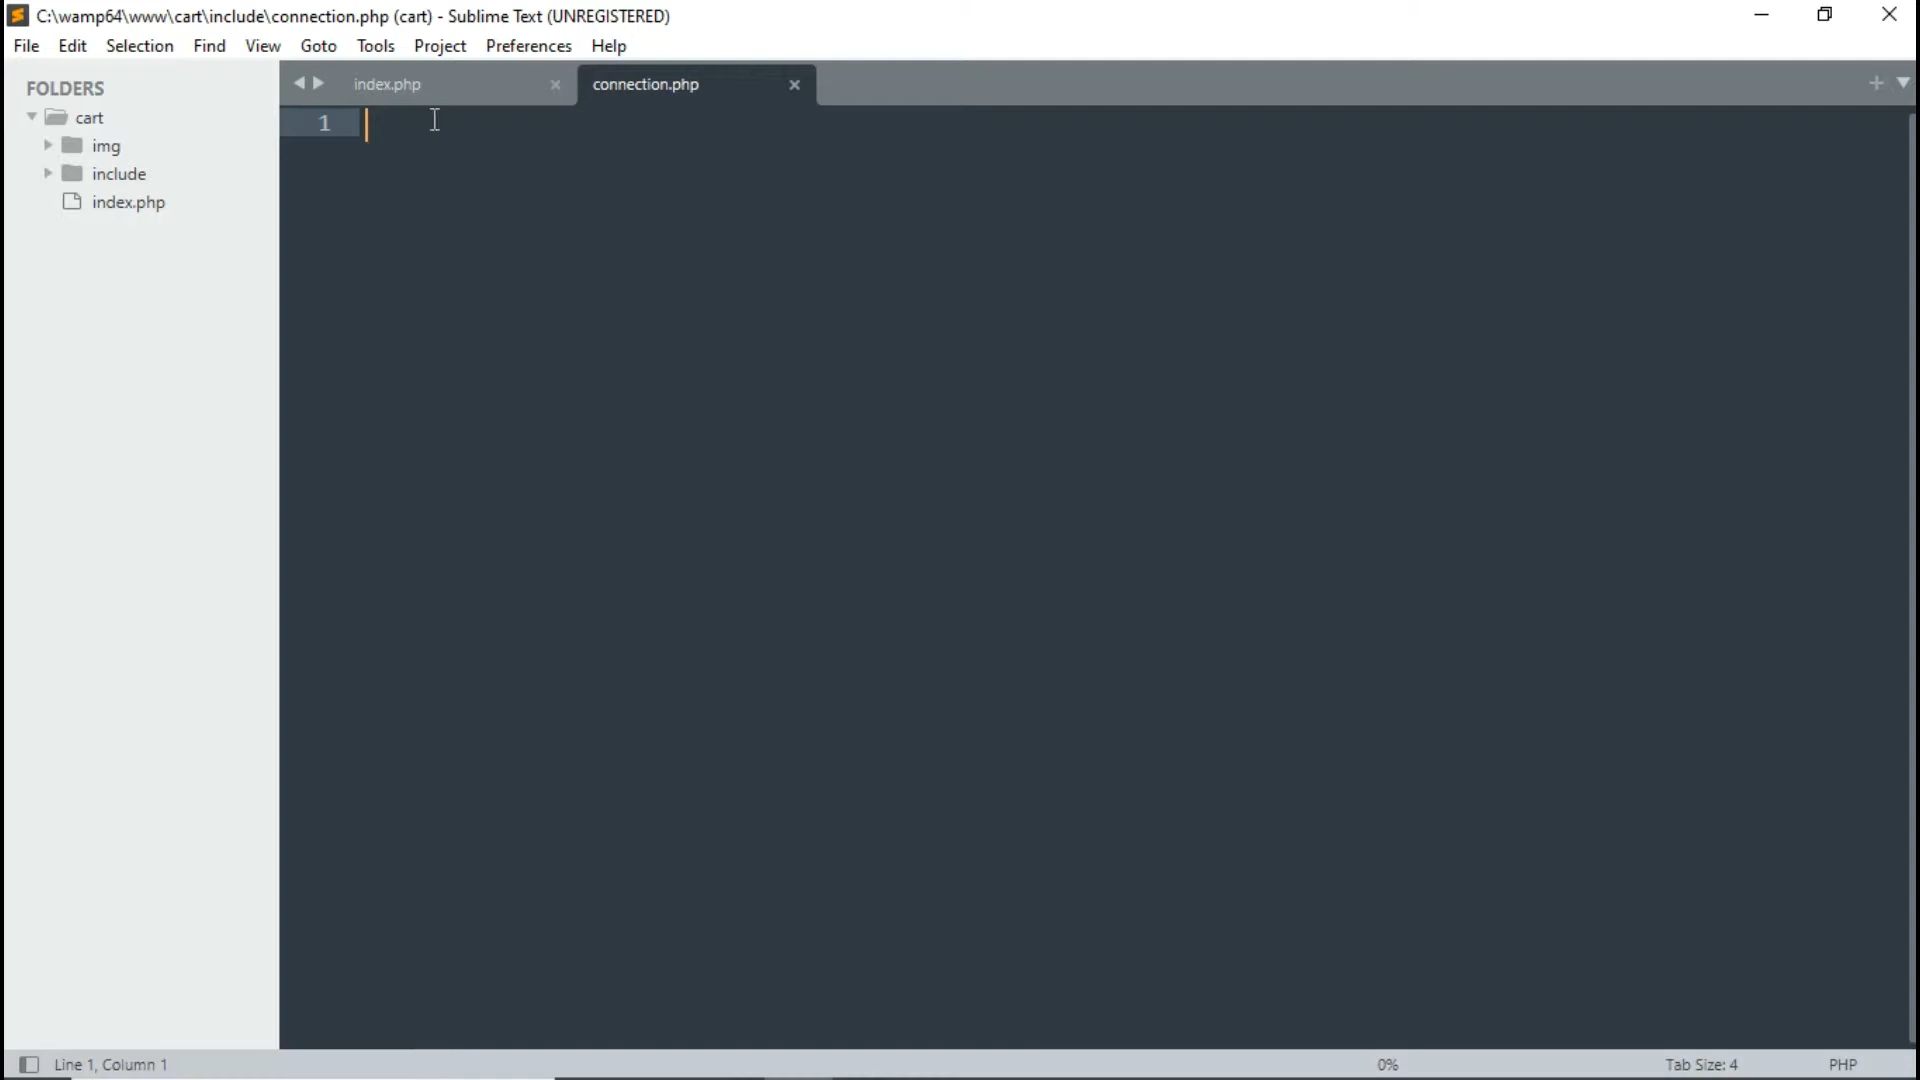 C:\wamp64\www\cart\include\connection.php (cart) - Sublime Text (UNREGISTERED)
File Edit Selection Find View Goto Tools Project Preferences Help
FOLDERS
cart
img
include
index.php
index.php connection.php
1
Line 1, Column 1 0% Tab Size: 4 PHP